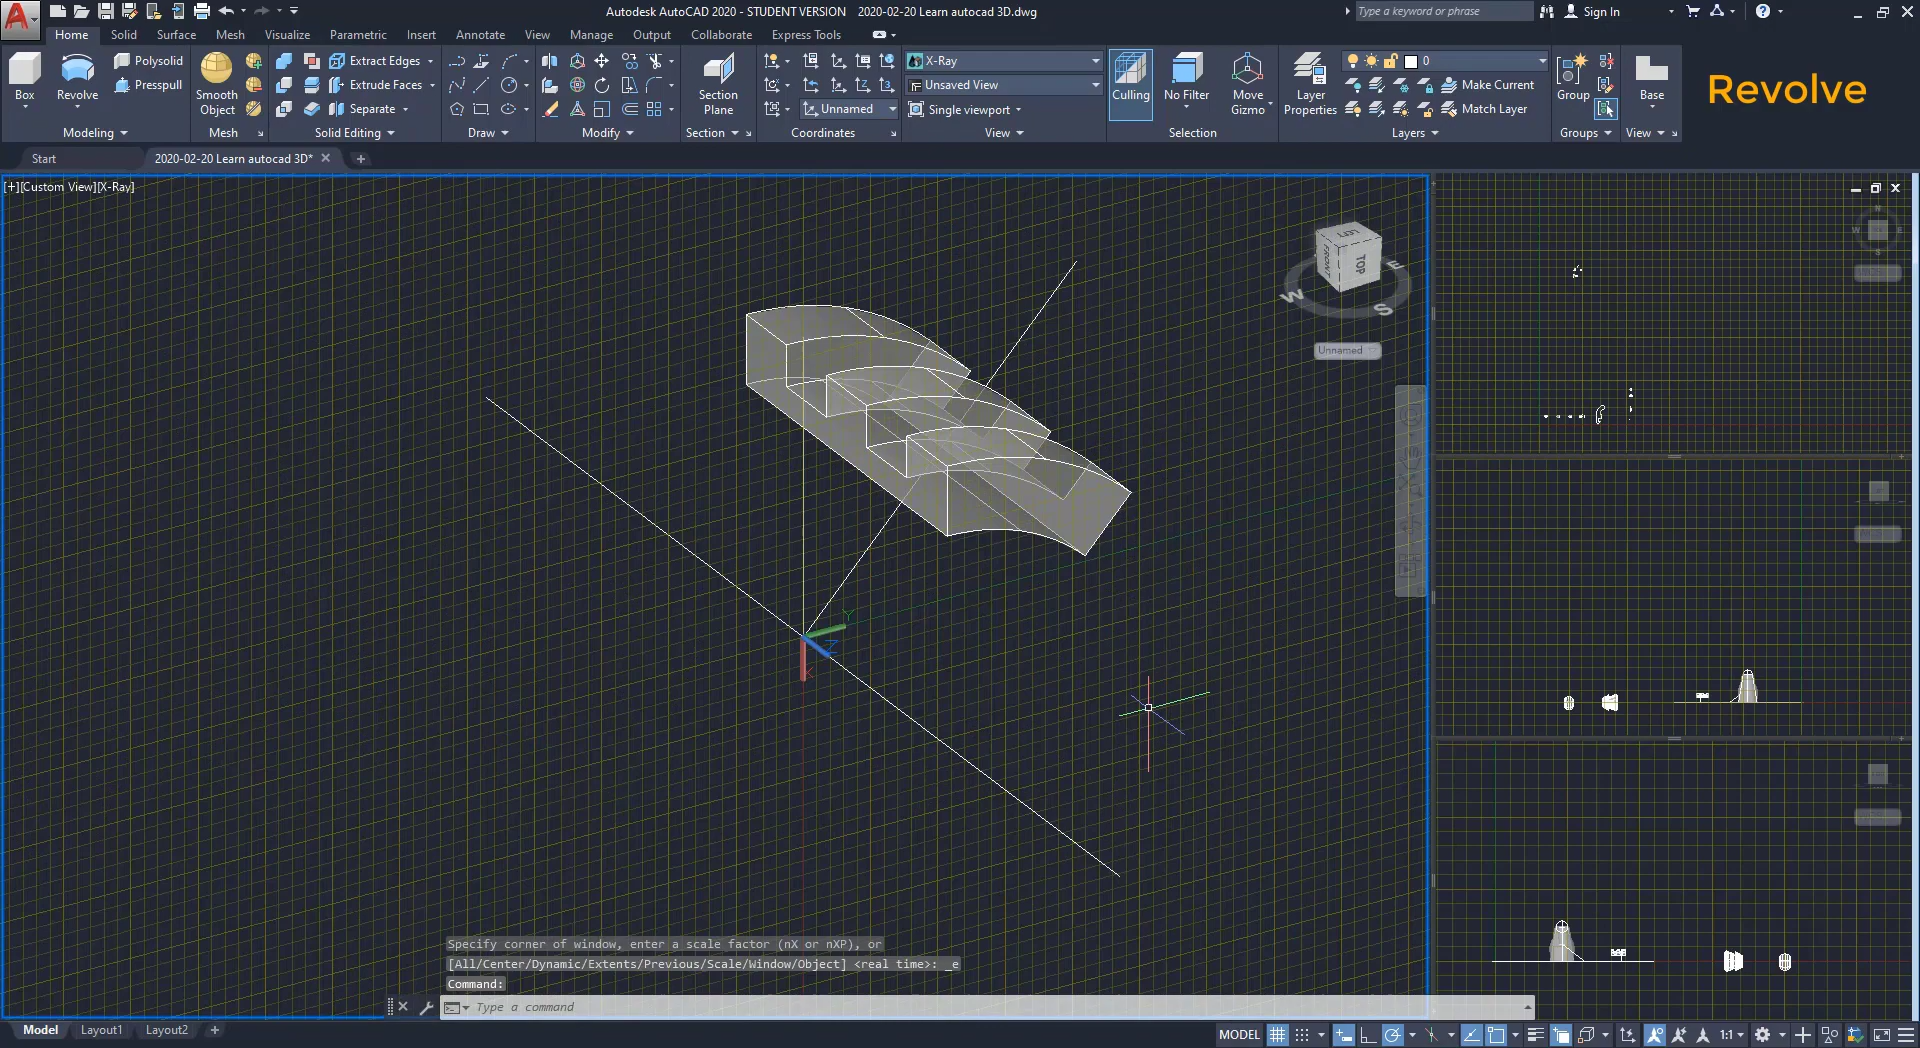 Autodesk AutoCAD 2020 - STUDENT VERSION 2020-02-20 Learn autocad 3D.dwg
Type a keyword or phrase
Sign In
Home Solid Surface Mesh Visualize Parametric Insert Annotate View Manage Output Collaborate Express Tools
Box
Revolve
Polysolid
Presspull
Modeling
Smooth
Object
Mesh
Extract Edges
Extrude Faces
Separate
Solid Editing
Draw
Modify
Section
Plane
Section
Unnamed
Coordinates
X-Ray
Unsaved View
Single viewport
View
Culling
No Filter
Move
Gizmo
Selection
Layer
Properties
0
Make Current
Match Layer
Layers
Group
Groups
Base
View
Revolve
Start
2020-02-20 Learn autocad 3D*
[+][Custom View][X-Ray]
LEFT
FRONT
TOP
E
W
S
Unnamed
Y
Z
X
N
W
E
S
Specify corner of window, enter a scale factor (nX or nXP), or
[All/Center/Dynamic/Extents/Previous/Scale/Window/Object] <real time>: _e
Command:
Type a command
Model Layout1 Layout2
MODEL
1:1